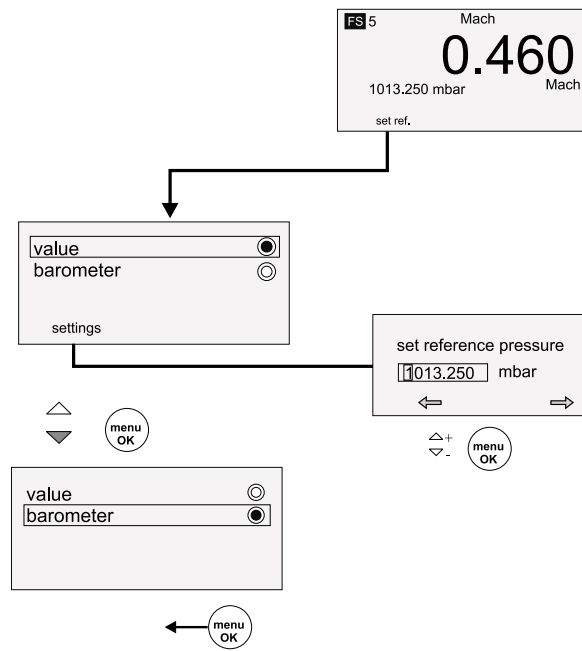 FS 5 Mach
0.460
1013.250 mbar Mach
set ref.
value
barometer
settings
set reference pressure
1013.250 mbar
menu
OK
+
-
menu
OK
value
barometer
menu
OK